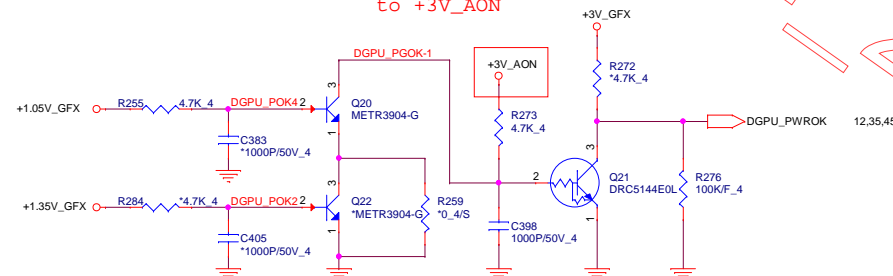 to +3V_AON
+3V_GFX
DGPU_PGOK-1
+3V_AON
R272
*4.7K_4
+1.05V_GFX
R255
4.7K_4
DGPU_POK4
2
3
1
Q20
METR3904-G
R273
4.7K_4
DGPU_PWROK
12,35,45
C383
*1000P/50V_4
3
2
1
Q21
DRC5144E0L
R276
100K/F_4
+1.35V_GFX
R284
*4.7K_4
DGPU_POK2
2
3
1
Q22
*METR3904-G
R259
*0_4/S
C398
1000P/50V_4
C405
*1000P/50V_4